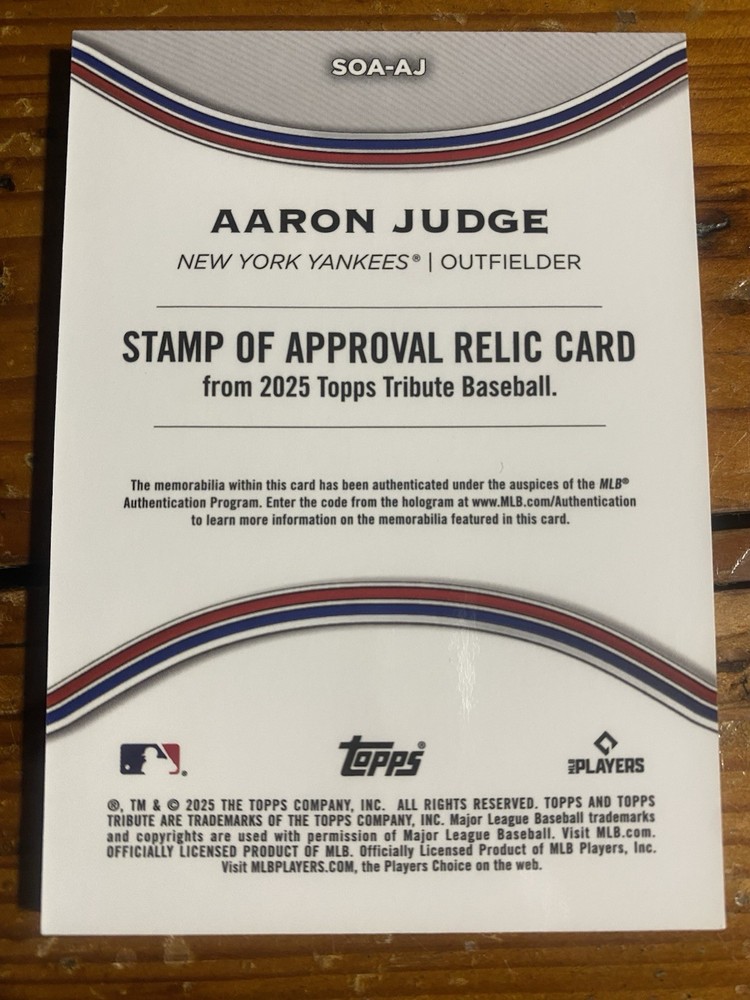 SOA-AJ
AARON JUDGE
NEW YORK YANKEES® | OUTFIELDER
STAMP OF APPROVAL RELIC CARD
from 2025 Topps Tribute Baseball.
The memorabilia within this card has been authenticated under the auspices of the MLB®
Authentication Program. Enter the code from the hologram at www.MLB.com/Authentication
to learn more information on the memorabilia featured in this card.
topps®
MLB PLAYERS
®, TM & © 2025 THE TOPPS COMPANY, INC. ALL RIGHTS RESERVED. TOPPS AND TOPPS
TRIBUTE ARE TRADEMARKS OF THE TOPPS COMPANY, INC. Major League Baseball trademarks
and copyrights are used with permission of Major League Baseball. Visit MLB.com.
OFFICIALLY LICENSED PRODUCT OF MLB. Officially Licensed Product of MLB Players, Inc.
Visit MLBPLAYERS.COM, the Players Choice on the web.